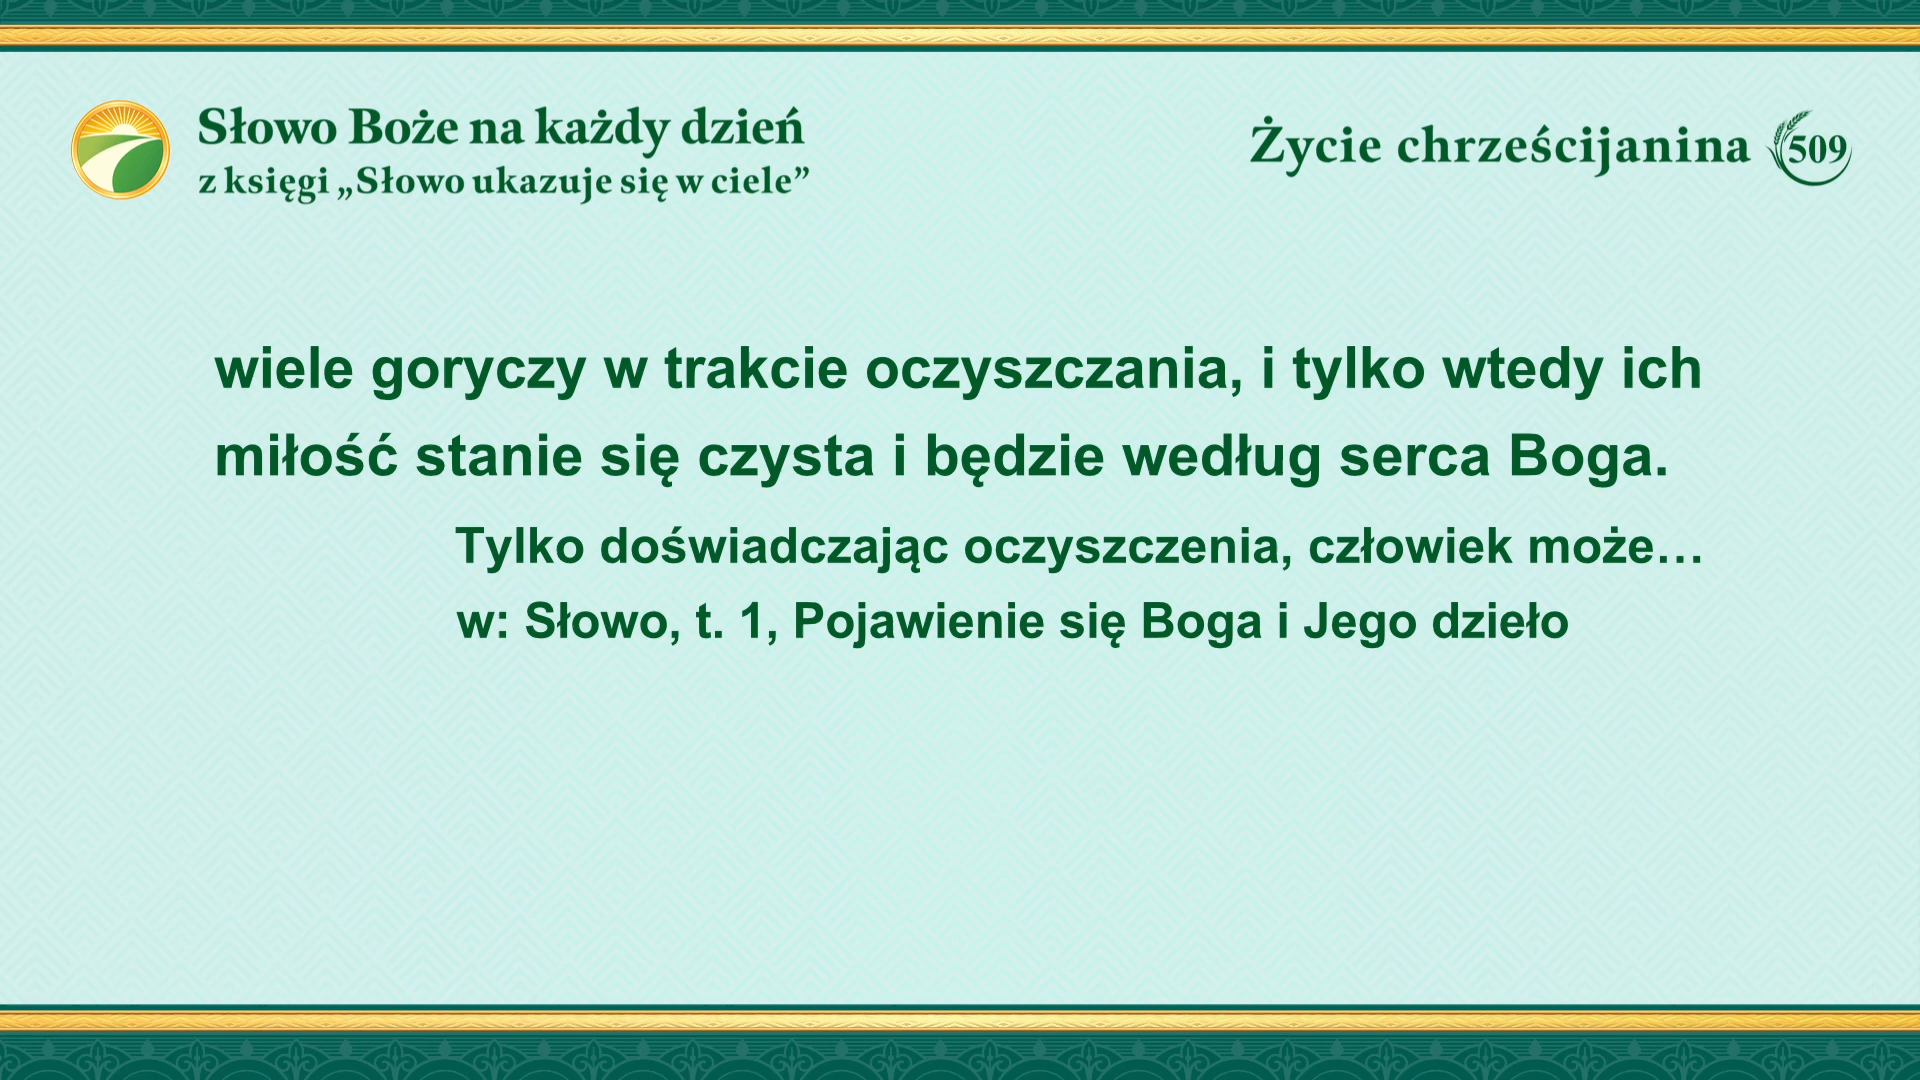 Słowo Boże na każdy dzień
z księgi „Słowo ukazuje się w ciele”
Życie chrześcijanina 509
wiele goryczy w trakcie oczyszczania, i tylko wtedy ich
miłość stanie się czysta i będzie według serca Boga.
Tylko doświadczając oczyszczenia, człowiek może…
w: Słowo, t. 1, Pojawienie się Boga i Jego dzieło